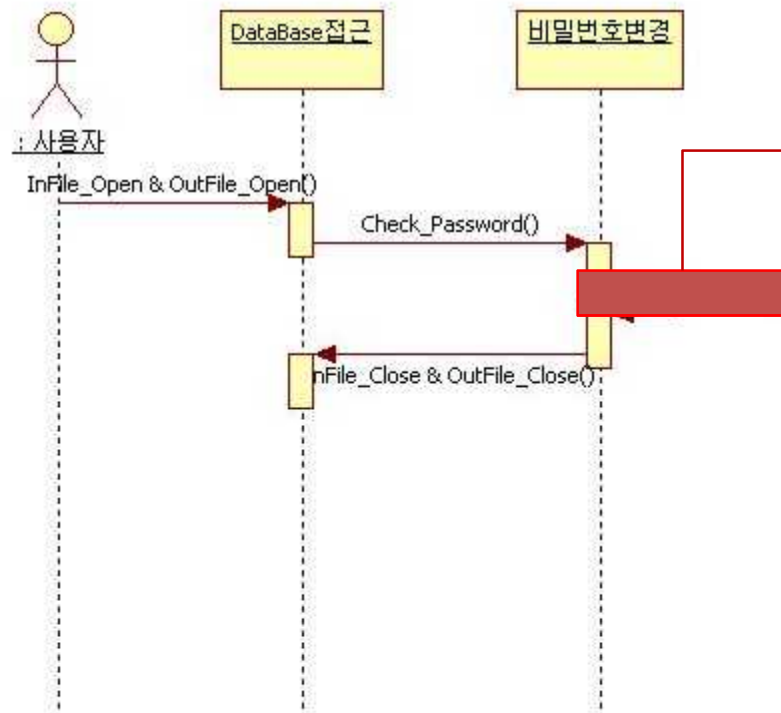 DataBase접근
비밀번호변경
: 사용자
InFile_Open & OutFile_Open()
Check_Password()
nFile_Close & OutFile_Close()